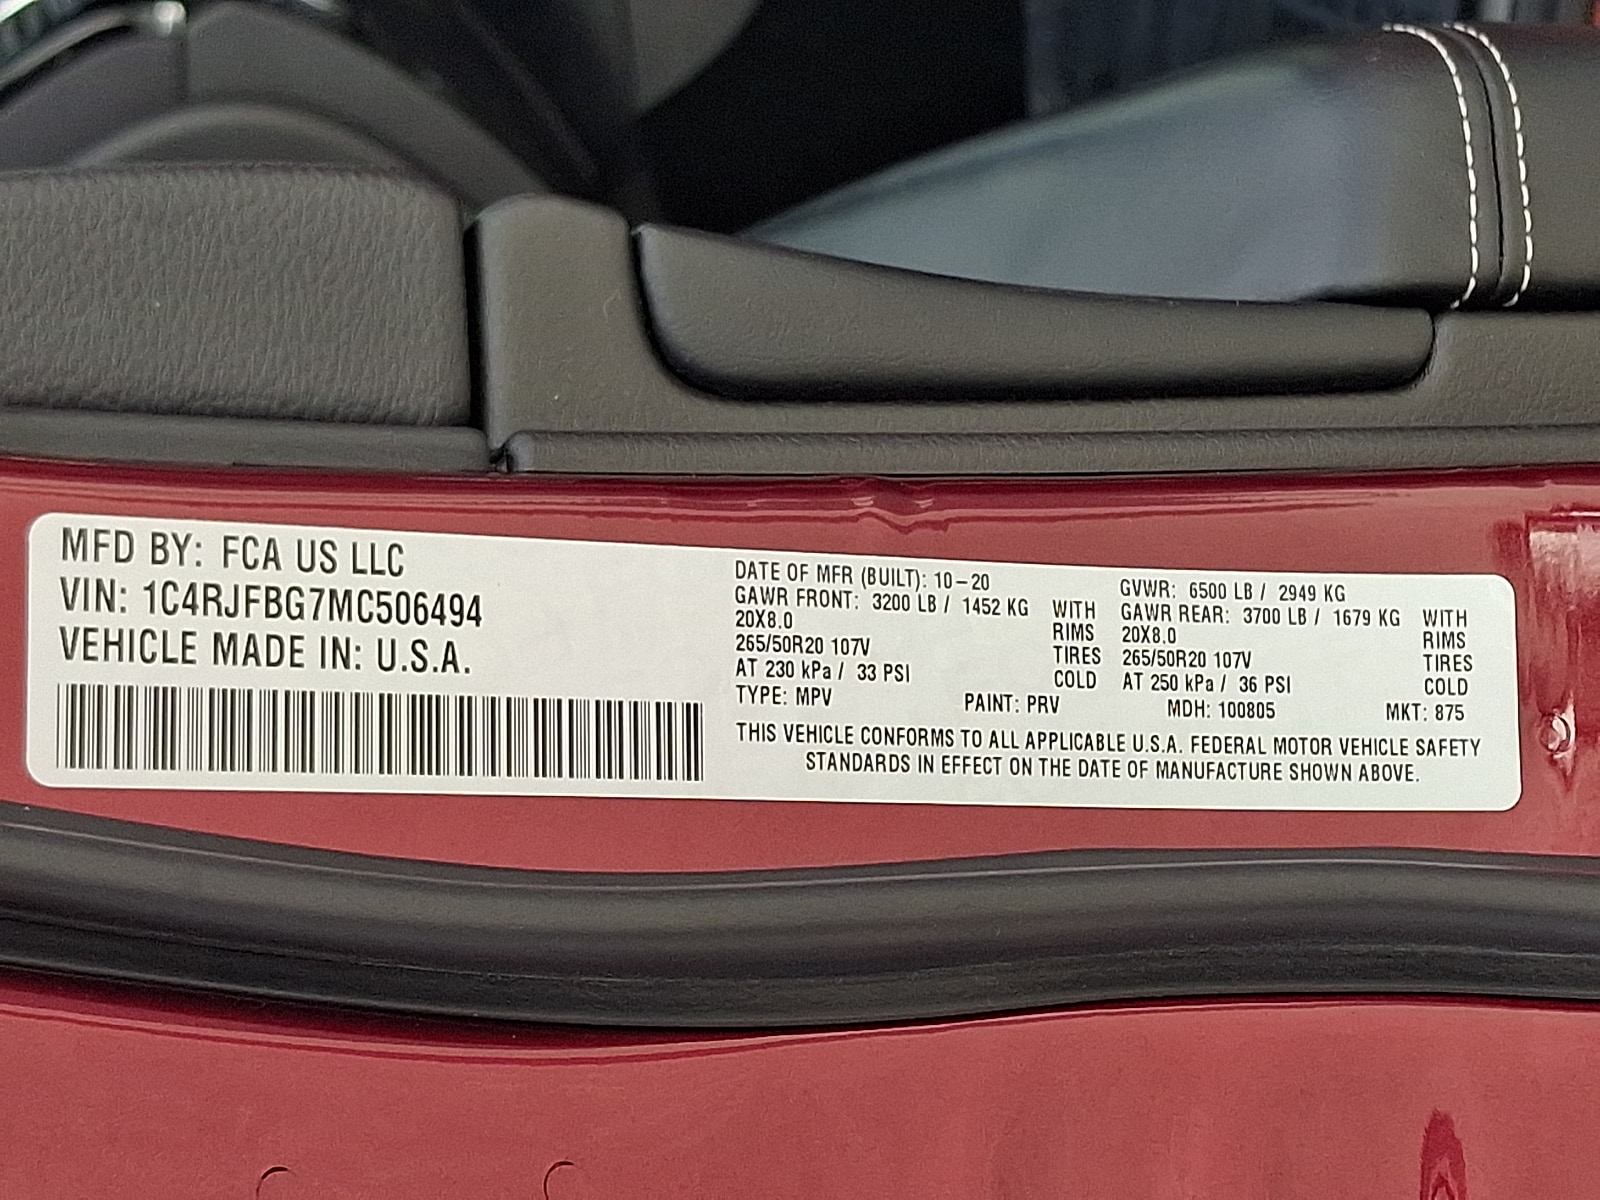 MFD BY: FCA US LLC
VIN: 1C4RJFBG7MC506494
VEHICLE MADE IN: U.S.A.
DATE OF MFR (BUILT): 10-20
GAWR FRONT: 3200 LB / 1452 KG WITH
20X8.0 RIMS
265/50R20 107V TIRES
AT 230 kPa / 33 PSI COLD
GVWR: 6500 LB / 2949 KG
GAWR REAR: 3700 LB / 1679 KG WITH
20X8.0 RIMS
265/50R20 107V TIRES
AT 250 kPa / 36 PSI COLD
TYPE: MPV PAINT: PRV MDH: 100805 MKT: 875
THIS VEHICLE CONFORMS TO ALL APPLICABLE U.S.A. FEDERAL MOTOR VEHICLE SAFETY
STANDARDS IN EFFECT ON THE DATE OF MANUFACTURE SHOWN ABOVE.